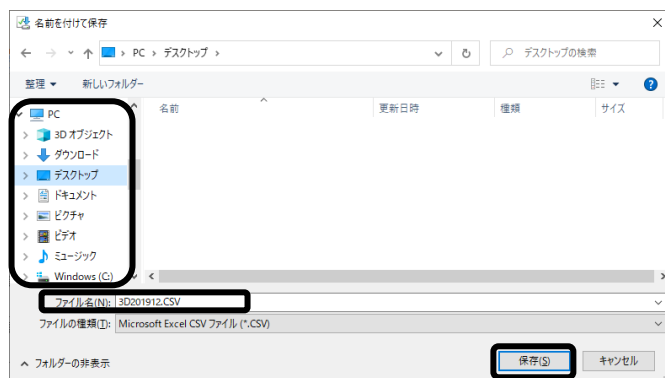 名前を付けて保存
PC › デスクトップ ›
デスクトップの検索
整理 ▼ 新しいフォルダー
名前 更新日時 種類 サイズ
PC
3D オブジェクト
ダウンロード
デスクトップ
ドキュメント
ピクチャ
ビデオ
ミュージック
Windows (C:)
ファイル名(N): 3D201912.CSV
ファイルの種類(T): Microsoft Excel CSV ファイル (*.CSV)
フォルダーの非表示
保存(S) キャンセル